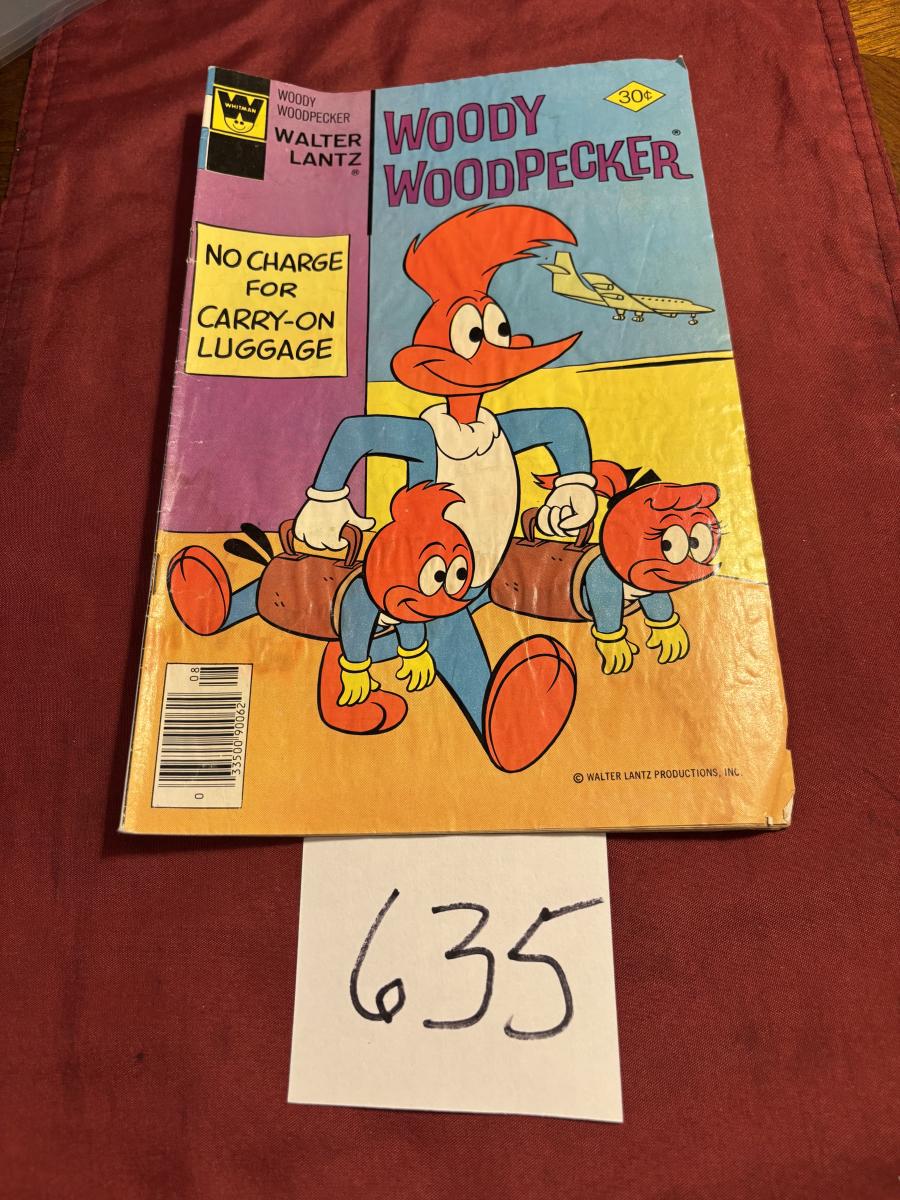 WHITMAN
WOODY
WOODPECKER
WALTER
LANTZ
®
WOODY
WOODPECKER®
30¢
NO CHARGE
FOR
CARRY-ON
LUGGAGE
08
33500 90062
0
© WALTER LANTZ PRODUCTIONS, INC.
635